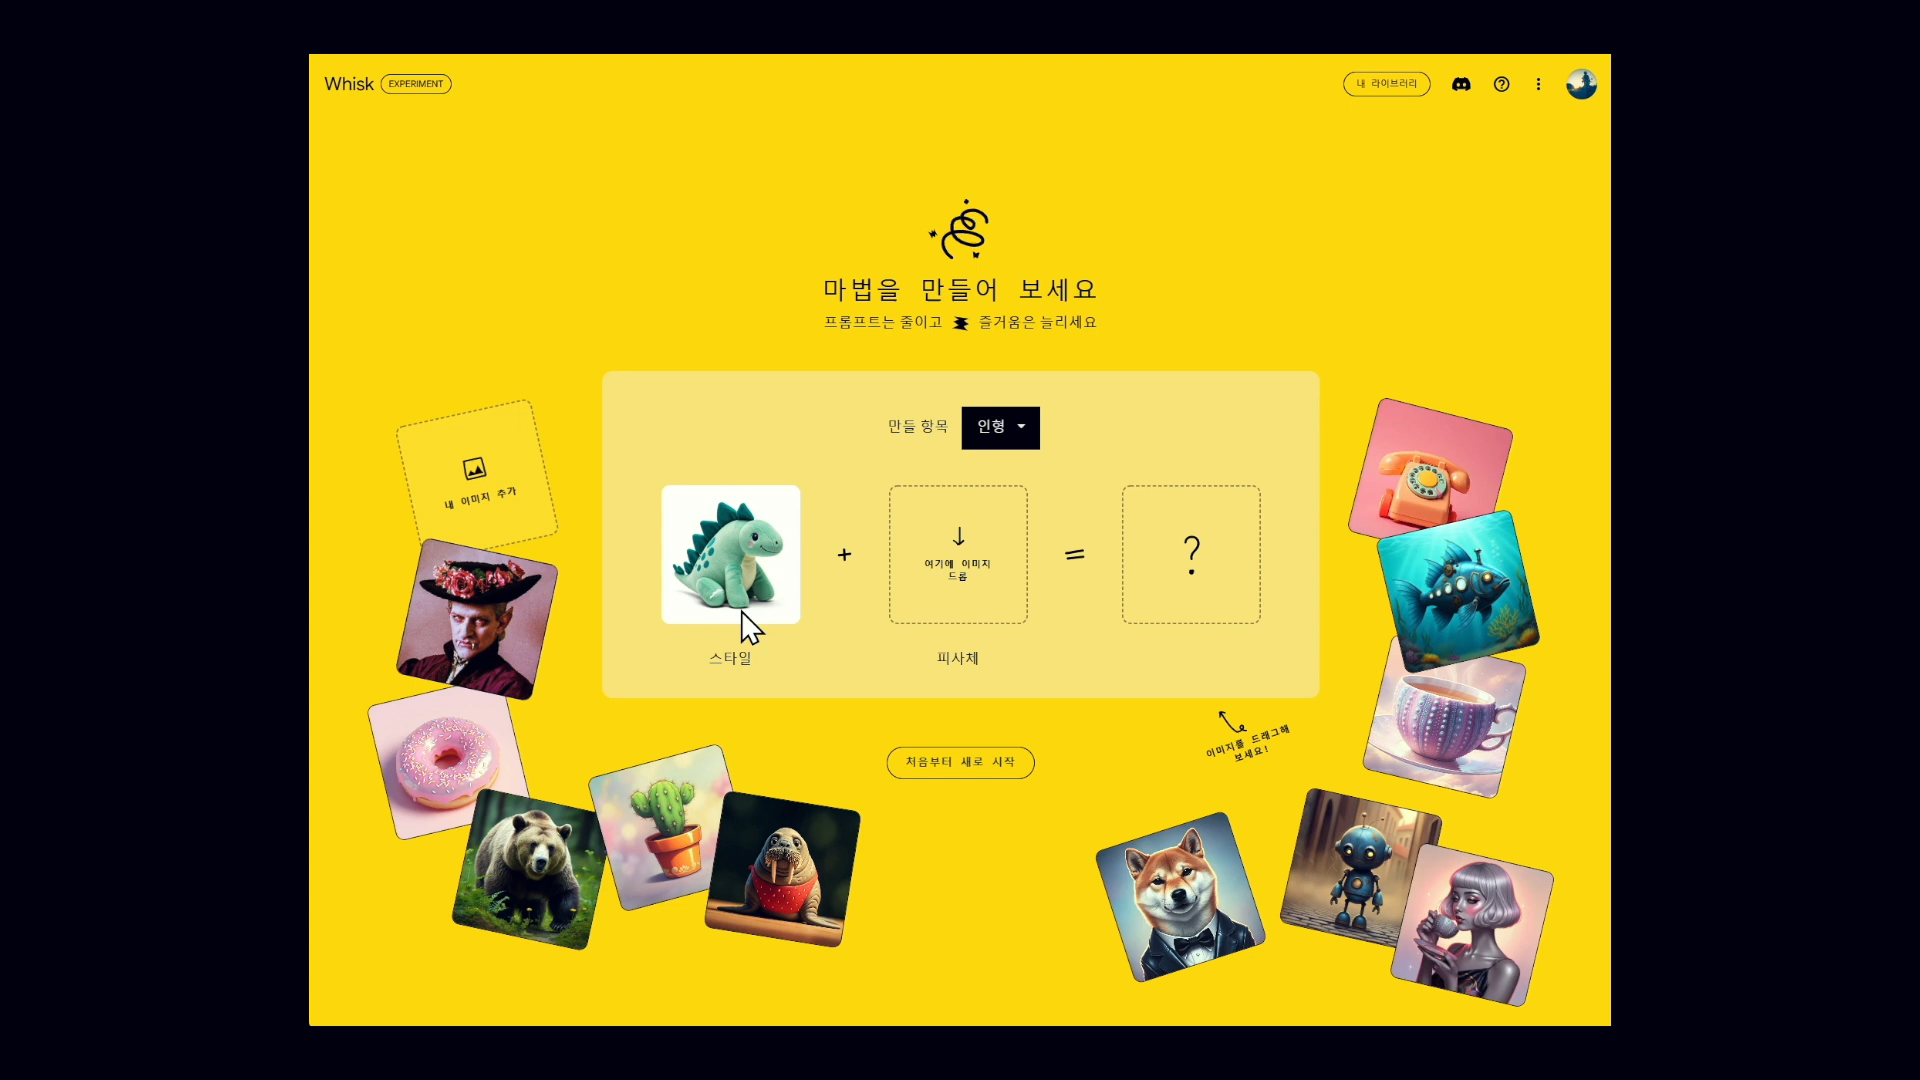 Whisk EXPERIMENT
내 라이브러리
마법을 만들어 보세요
프롬프트는 줄이고 즐거움은 늘리세요
만들 항목 인형
내 이미지 추가
+
↓
여기에 이미지
드롭
=
?
스타일
피사체
이미지를 드래그해
보세요!
처음부터 새로 시작